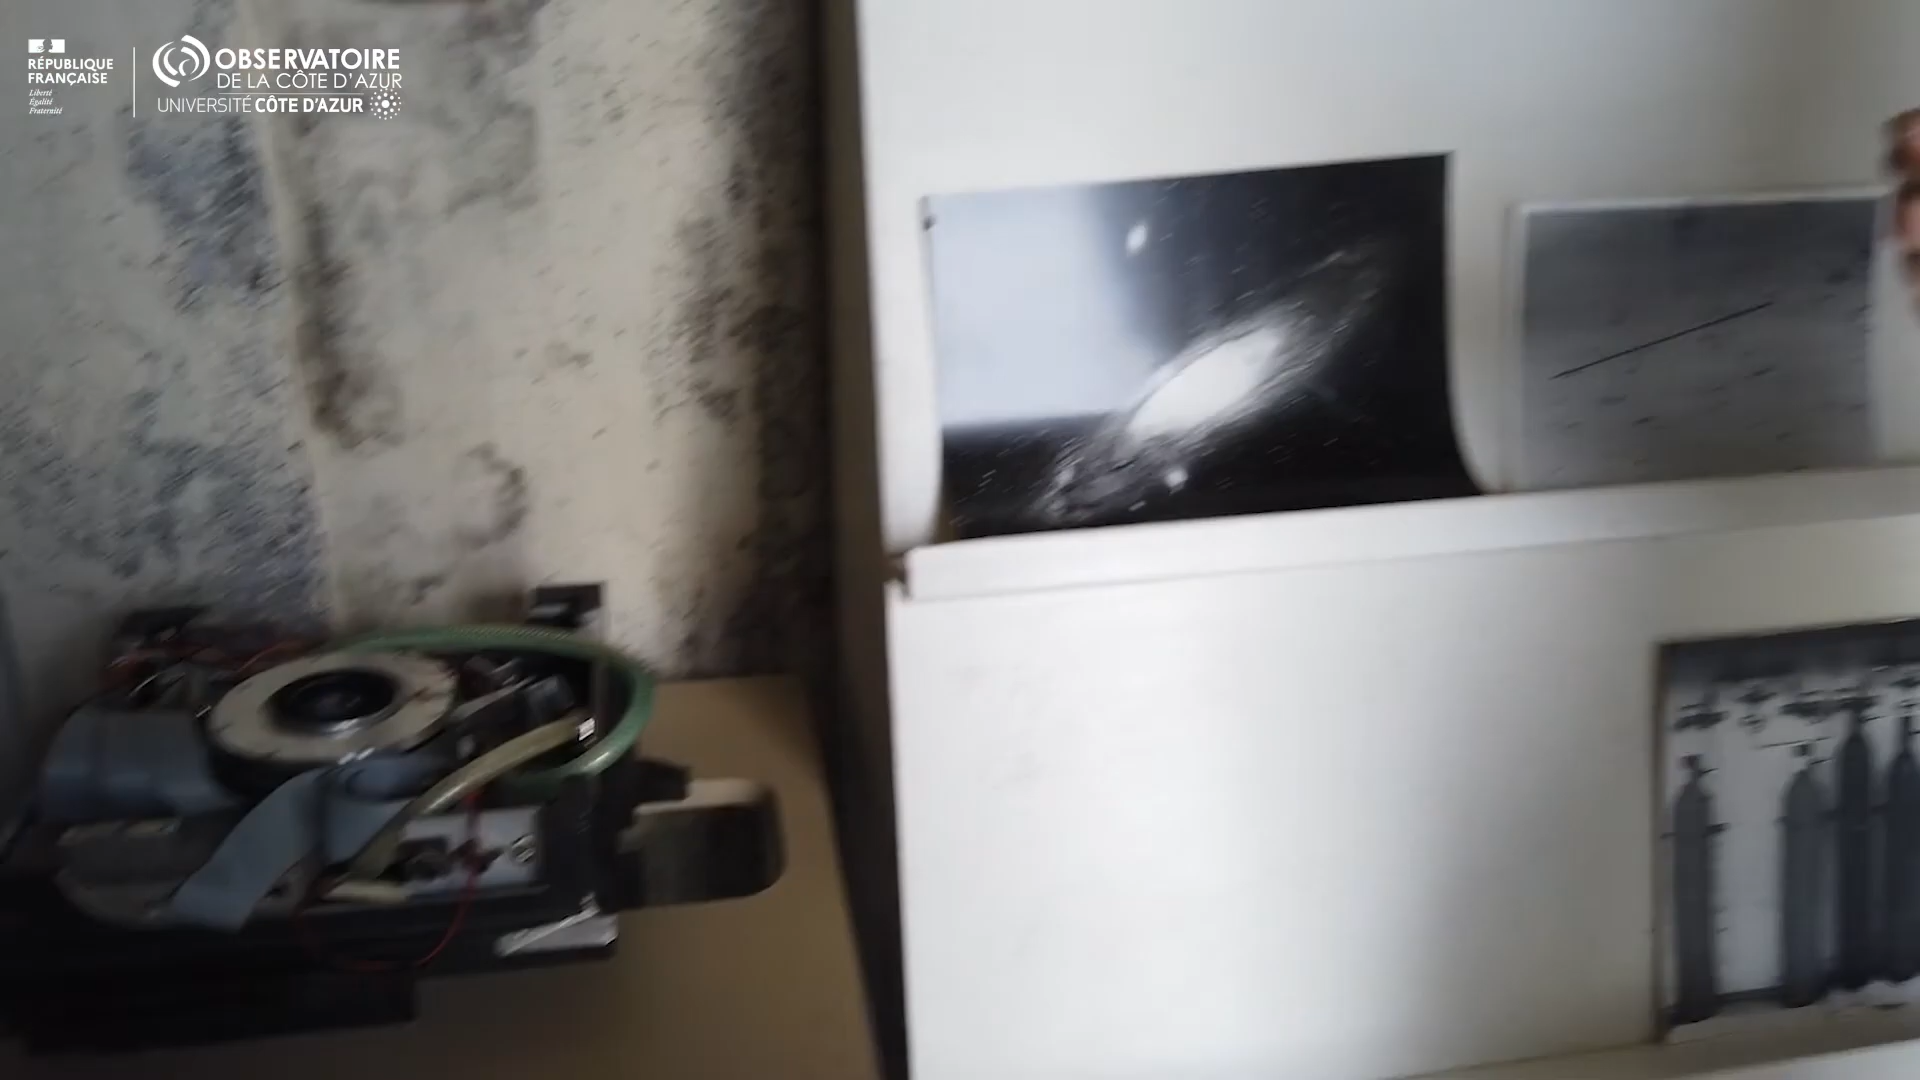 RÉPUBLIQUE
FRANÇAISE
Liberté
Égalité
Fraternité
OBSERVATOIRE
DE LA CÔTE D'AZUR
UNIVERSITÉ CÔTE D'AZUR